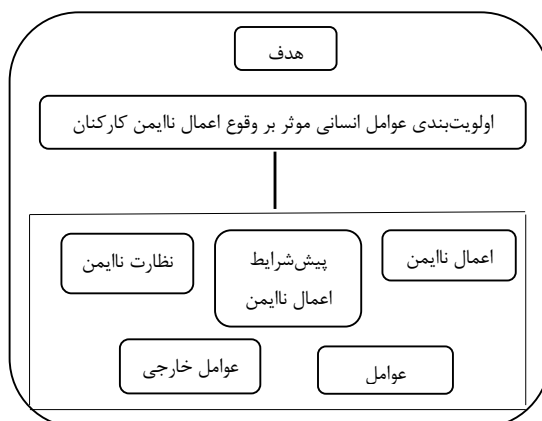 هدف
اولویت‌بندی عوامل انسانی موثر بر وقوع اعمال ناایمن کارکنان
اعمال ناایمن
پیش‌شرایط
اعمال ناایمن
نظارت ناایمن
عوامل
عوامل خارجی